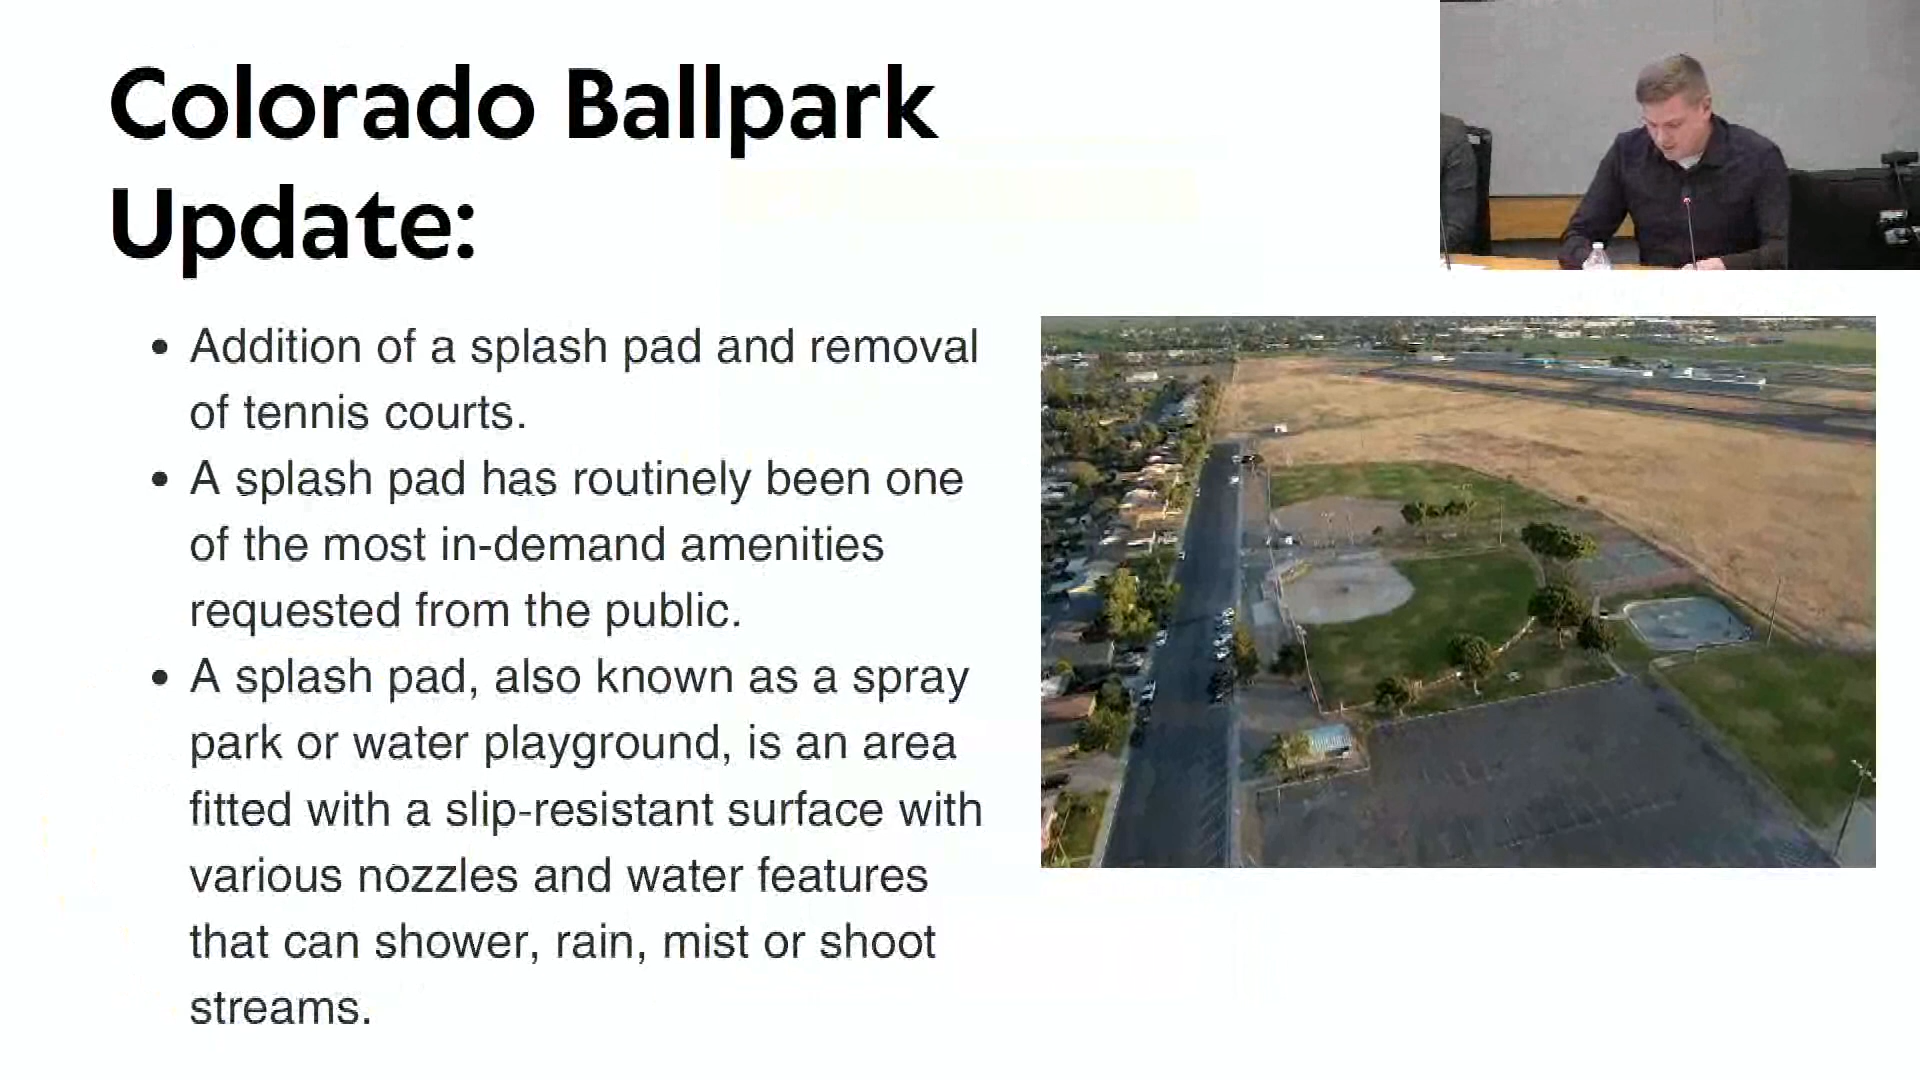 Colorado Ballpark
Update:
• Addition of a splash pad and removal
of tennis courts.
• A splash pad has routinely been one
of the most in-demand amenities
requested from the public.
• A splash pad, also known as a spray
park or water playground, is an area
fitted with a slip-resistant surface with
various nozzles and water features
that can shower, rain, mist or shoot
streams.